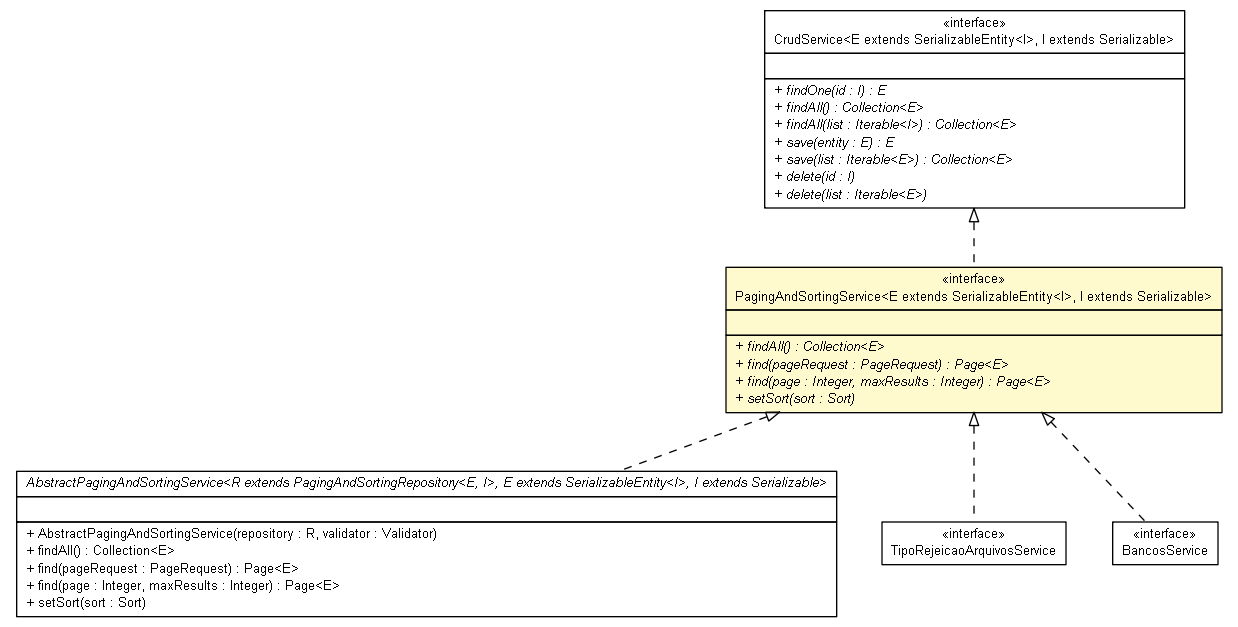 «interface»
CrudService<E extends SerializableEntity<I>, I extends Serializable>
+ findOne(id : I) : E
+ findAll() : Collection<E>
+ findAll(list : Iterable<I>) : Collection<E>
+ save(entity : E) : E
+ save(list : Iterable<E>) : Collection<E>
+ delete(id : I)
+ delete(list : Iterable<E>)
«interface»
PagingAndSortingService<E extends SerializableEntity<I>, I extends Serializable>
+ findAll() : Collection<E>
+ find(pageRequest : PageRequest) : Page<E>
+ find(page : Integer, maxResults : Integer) : Page<E>
+ setSort(sort : Sort)
AbstractPagingAndSortingService<R extends PagingAndSortingRepository<E, I>, E extends SerializableEntity<I>, I extends Serializable>
+ AbstractPagingAndSortingService(repository : R, validator : Validator)
+ findAll() : Collection<E>
+ find(pageRequest : PageRequest) : Page<E>
+ find(page : Integer, maxResults : Integer) : Page<E>
+ setSort(sort : Sort)
«interface»
TipoRejeicaoArquivosService
«interface»
BancosService